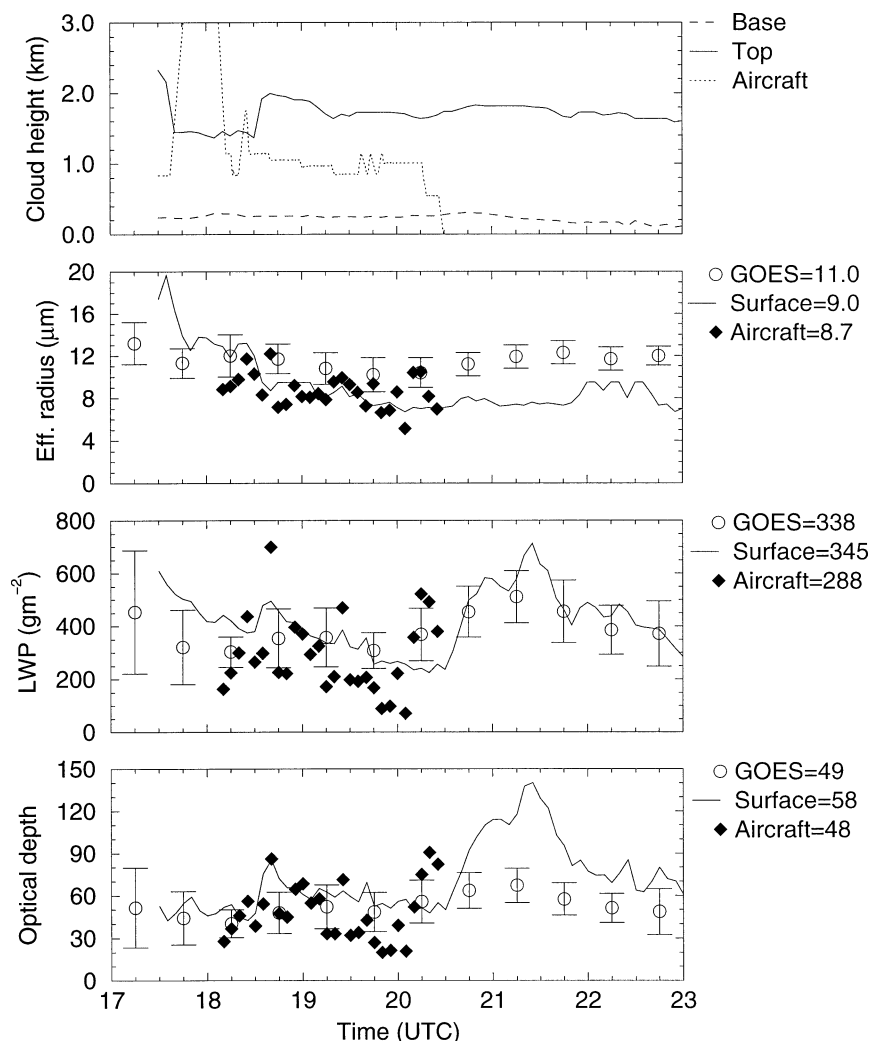 3.0
2.0
1.0
0.0
Cloud height (km)
Base
Top
Aircraft
20
16
12
8
4
0
Eff. radius (μm)
GOES=11.0
Surface=9.0
Aircraft=8.7
800
600
400
200
0
LWP (gm⁻²)
GOES=338
Surface=345
Aircraft=288
150
120
90
60
30
0
Optical depth
GOES=49
Surface=58
Aircraft=48
17 18 19 20 21 22 23
Time (UTC)